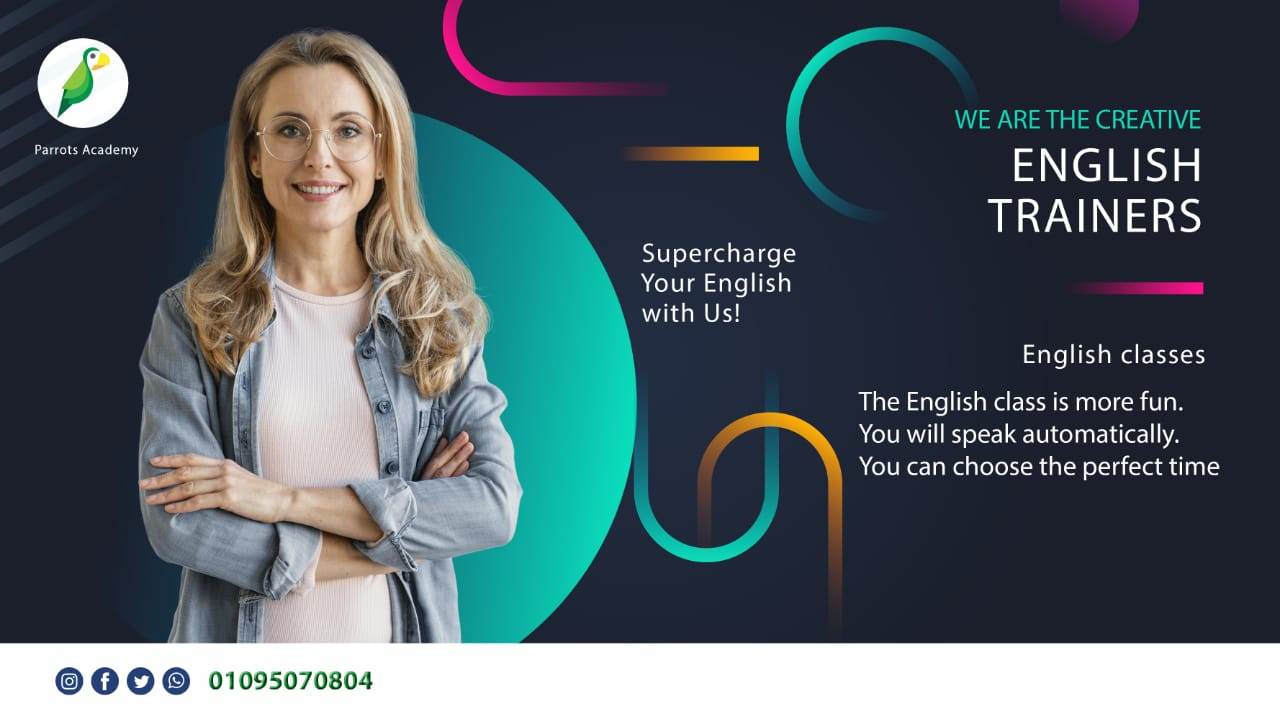 Parrots Academy
WE ARE THE CREATIVE
ENGLISH
TRAINERS
Supercharge
Your English
with Us!
English classes
The English class is more fun.
You will speak automatically.
You can choose the perfect time
01095070804